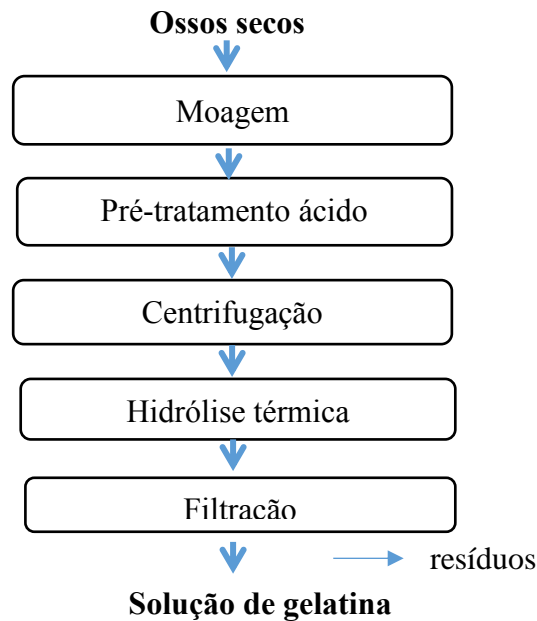 Ossos secos
Moagem
Pré-tratamento ácido
Centrifugação
Hidrólise térmica
Filtração
resíduos
Solução de gelatina